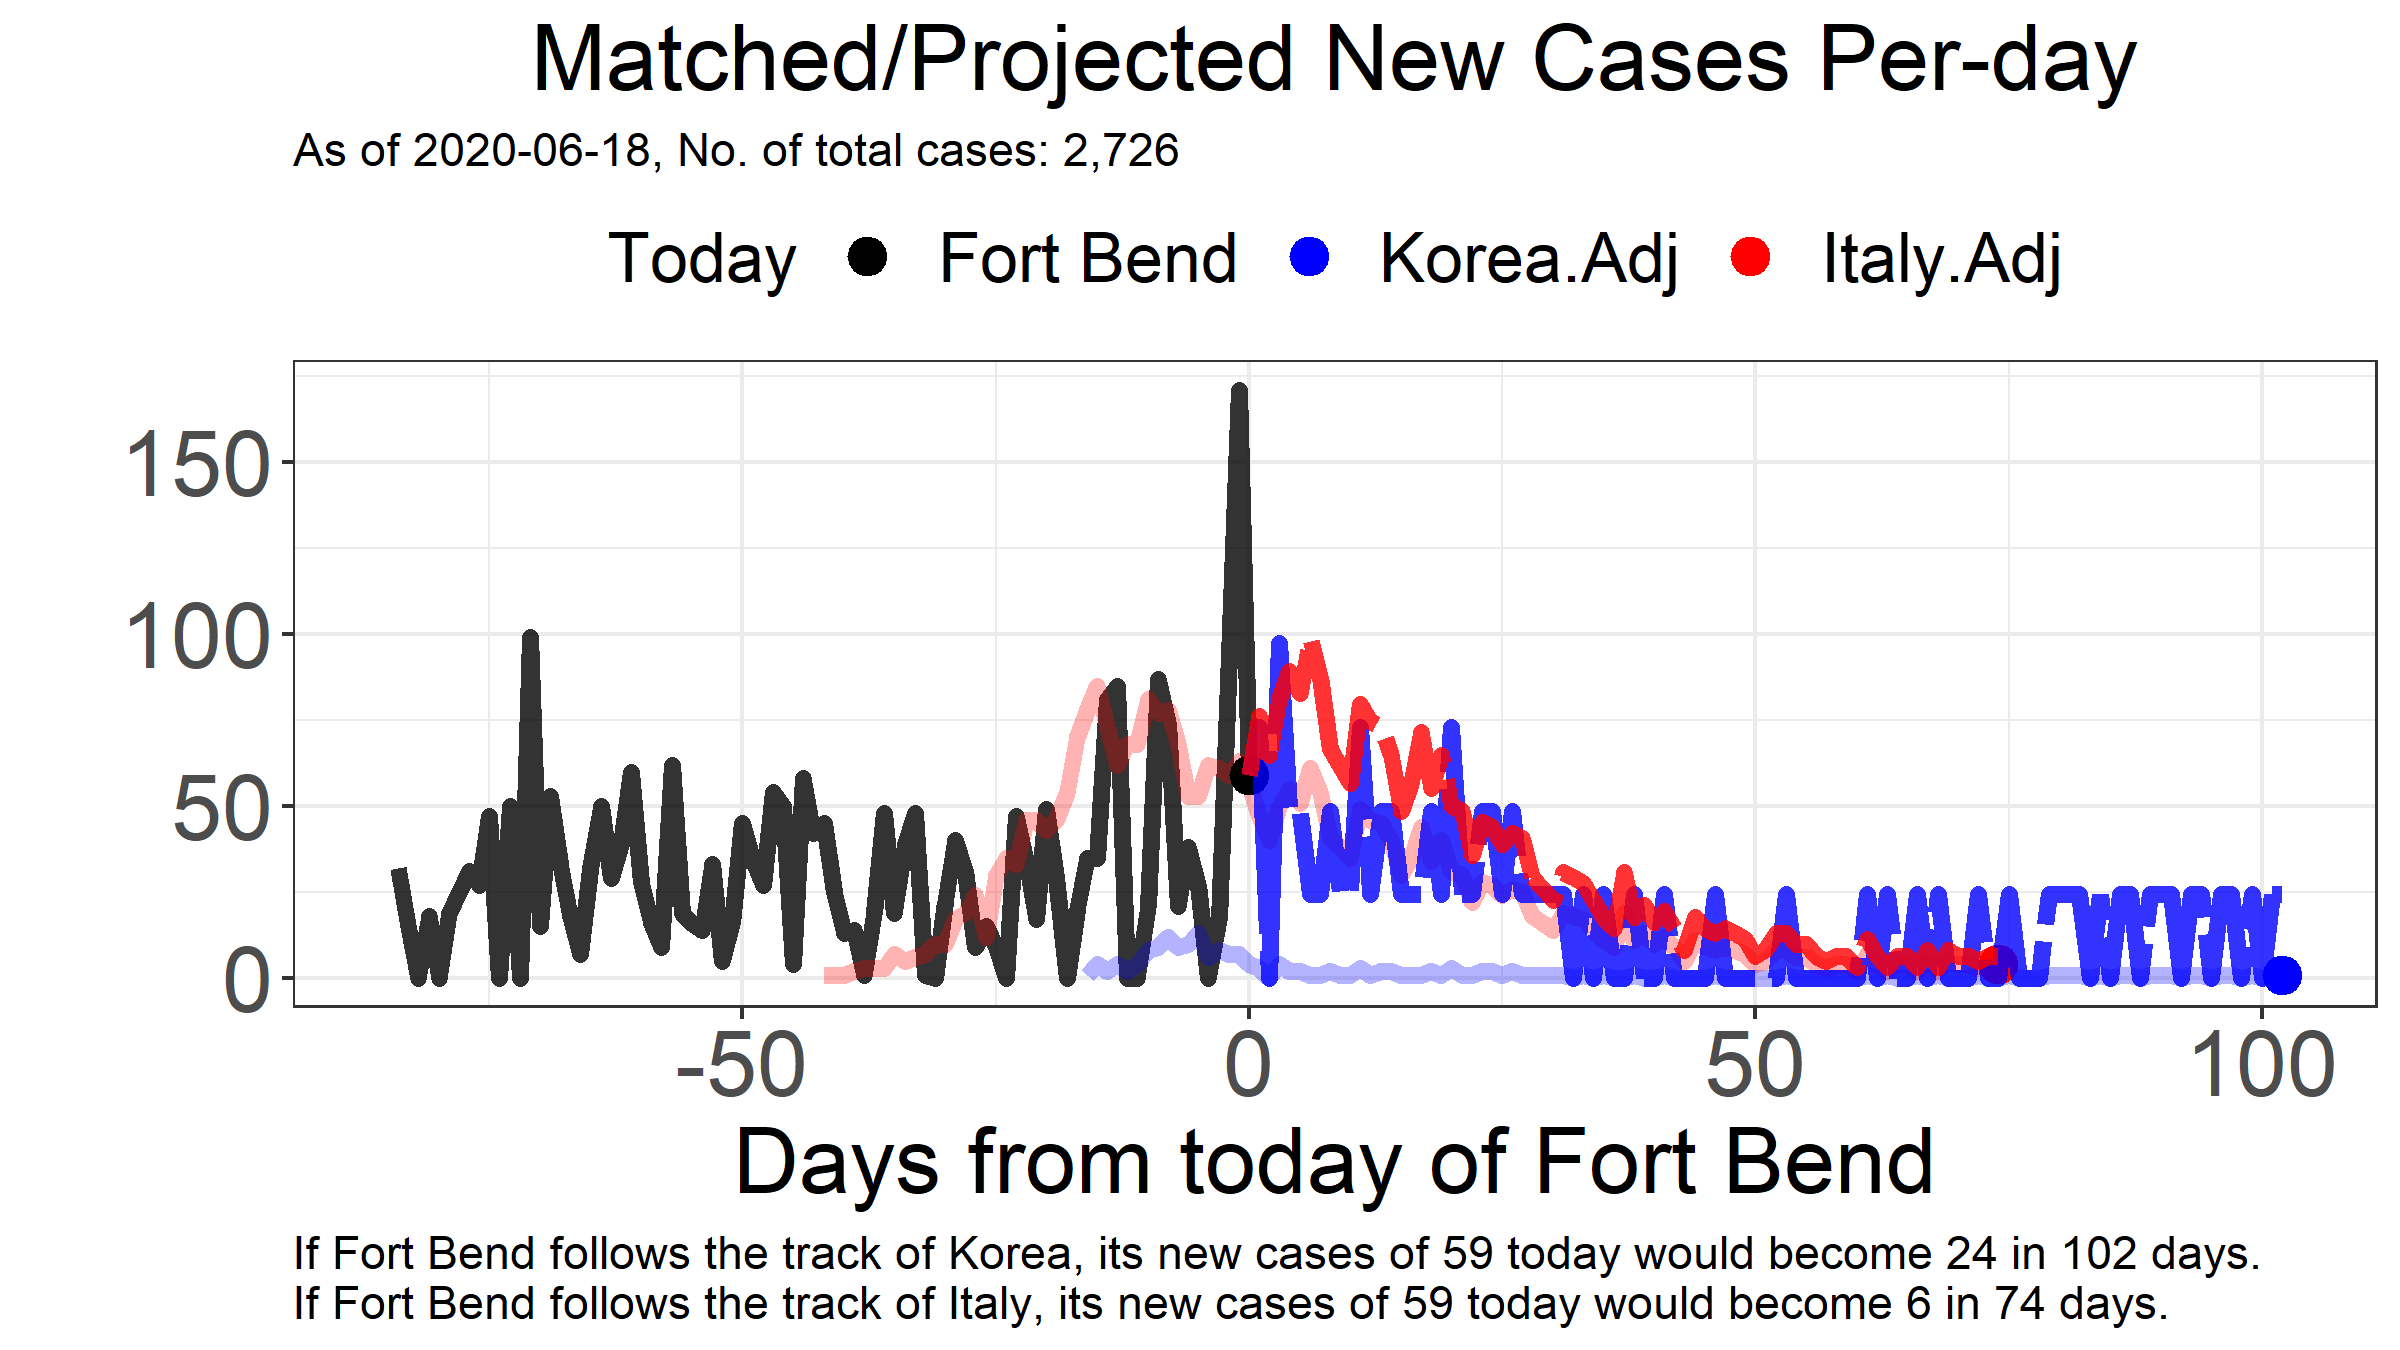 Matched/Projected New Cases Per-day
As of 2020-06-18, No. of total cases: 2,726
Today Fort Bend Korea.Adj Italy.Adj
150
100
50
0
-50 0 50 100
Days from today of Fort Bend
If Fort Bend follows the track of Korea, its new cases of 59 today would become 24 in 102 days.
If Fort Bend follows the track of Italy, its new cases of 59 today would become 6 in 74 days.